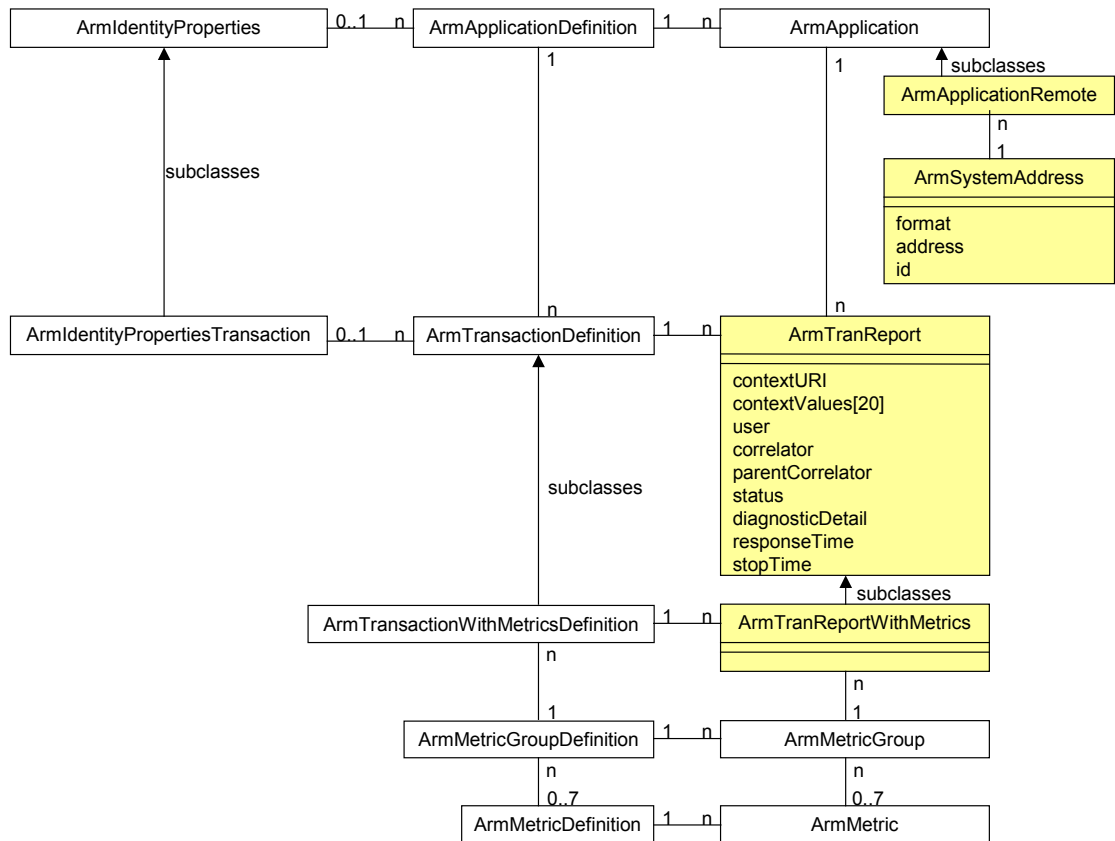 ArmIdentityProperties
0..1 n
ArmApplicationDefinition
1 n
ArmApplication
1
1
subclasses
ArmApplicationRemote
n
1
ArmSystemAddress
format
address
id
subclasses
n
n
ArmIdentityPropertiesTransaction
0..1 n
ArmTransactionDefinition
1 n
ArmTranReport
contextURI
contextValues[20]
user
correlator
parentCorrelator
status
diagnosticDetail
responseTime
stopTime
subclasses
subclasses
ArmTransactionWithMetricsDefinition
1 n
ArmTranReportWithMetrics
n
n
1
1
ArmMetricGroupDefinition
1 n
ArmMetricGroup
n
n
0..7
0..7
ArmMetricDefinition
1 n
ArmMetric